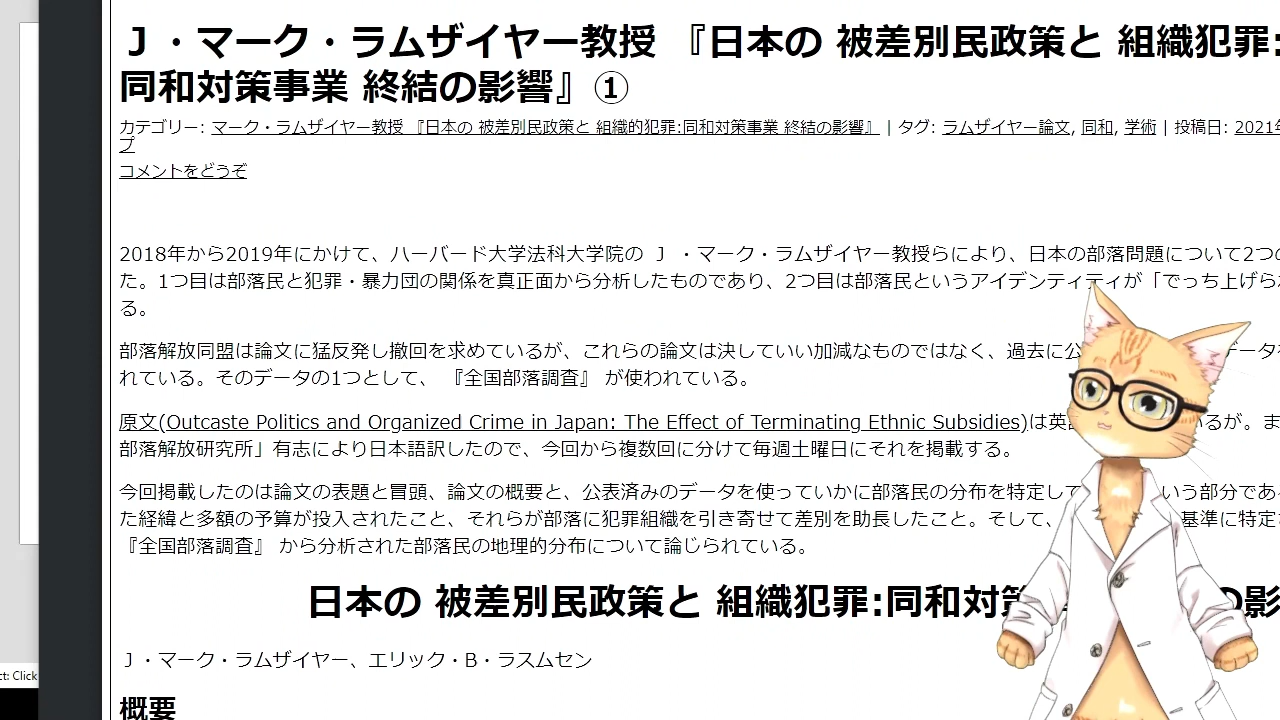 Ｊ・マーク・ラムザイヤー教授 『日本の 被差別民政策と 組織犯罪:
同和対策事業 終結の影響』①
カテゴリー: マーク・ラムザイヤー教授 『日本の 被差別民政策と 組織的犯罪:同和対策事業 終結の影響』 | タグ: ラムザイヤー論文, 同和, 学術 | 投稿日: 2021年
プ
コメントをどうぞ
2018年から2019年にかけて、ハーバード大学法科大学院の Ｊ ・マーク・ラムザイヤー教授らにより、日本の部落問題について2つの
た。1つ目は部落民と犯罪・暴力団の関係を真正面から分析したものであり、2つ目は部落民というアイデンティティが「でっち上げられ
る。
部落解放同盟は論文に猛反発し撤回を求めているが、これらの論文は決していい加減なものではなく、過去に公 データを
れている。そのデータの1つとして、 『全国部落調査』 が使われている。
原文(Outcaste Politics and Organized Crime in Japan: The Effect of Terminating Ethnic Subsidies)は英 いるが。ま
部落解放研究所」有志により日本語訳したので、今回から複数回に分けて毎週土曜日にそれを掲載する。
今回掲載したのは論文の表題と冒頭、論文の概要と、公表済みのデータを使っていかに部落民の分布を特定して いう部分であ
た経緯と多額の予算が投入されたこと、それらが部落に犯罪組織を引き寄せて差別を助長したこと。そして、 基準に特定
『全国部落調査』 から分析された部落民の地理的分布について論じられている。
日本の 被差別民政策と 組織犯罪:同和対 の影
Ｊ・マーク・ラムザイヤー、エリック・B・ラスムセン
ct: Click
概要